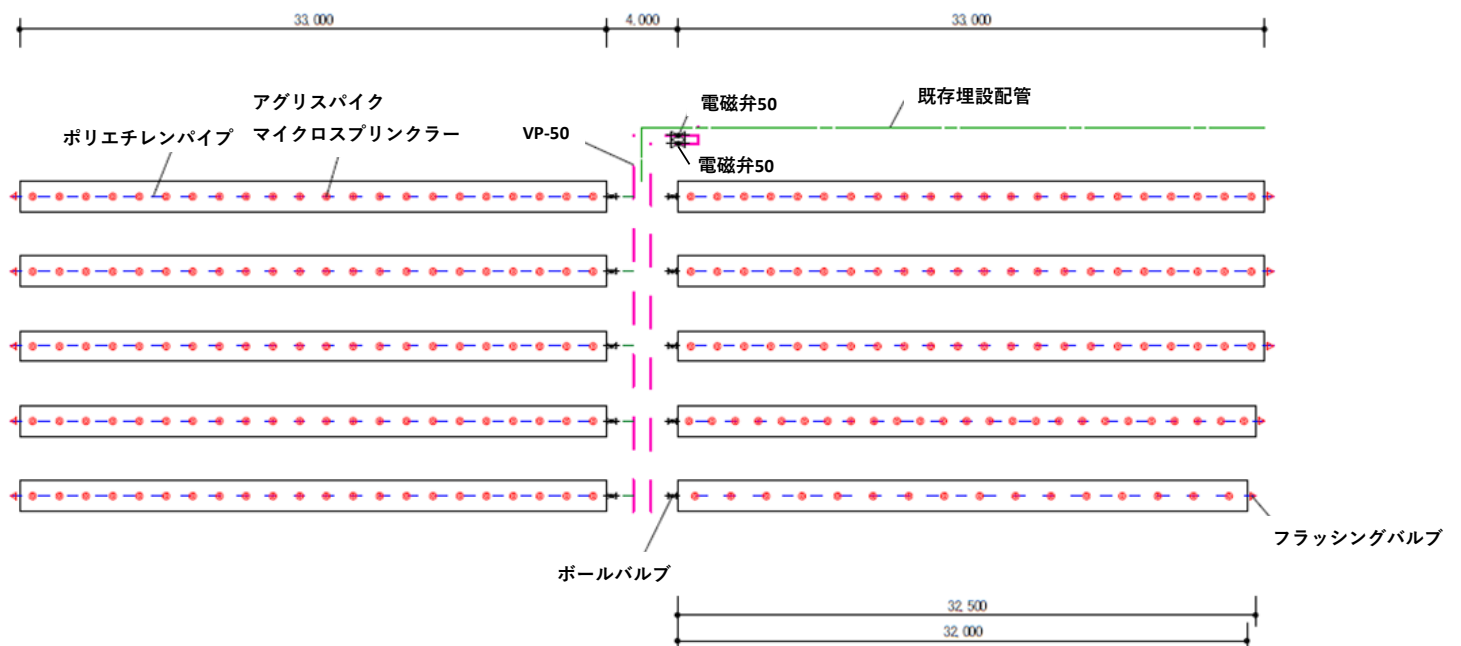 33,000
4,000
33,000
アグリスパイク
マイクロスプリンクラー
ポリエチレンパイプ
VP-50
電磁弁50
電磁弁50
既存埋設配管
フラッシングバルブ
ボールバルブ
32,500
32,000